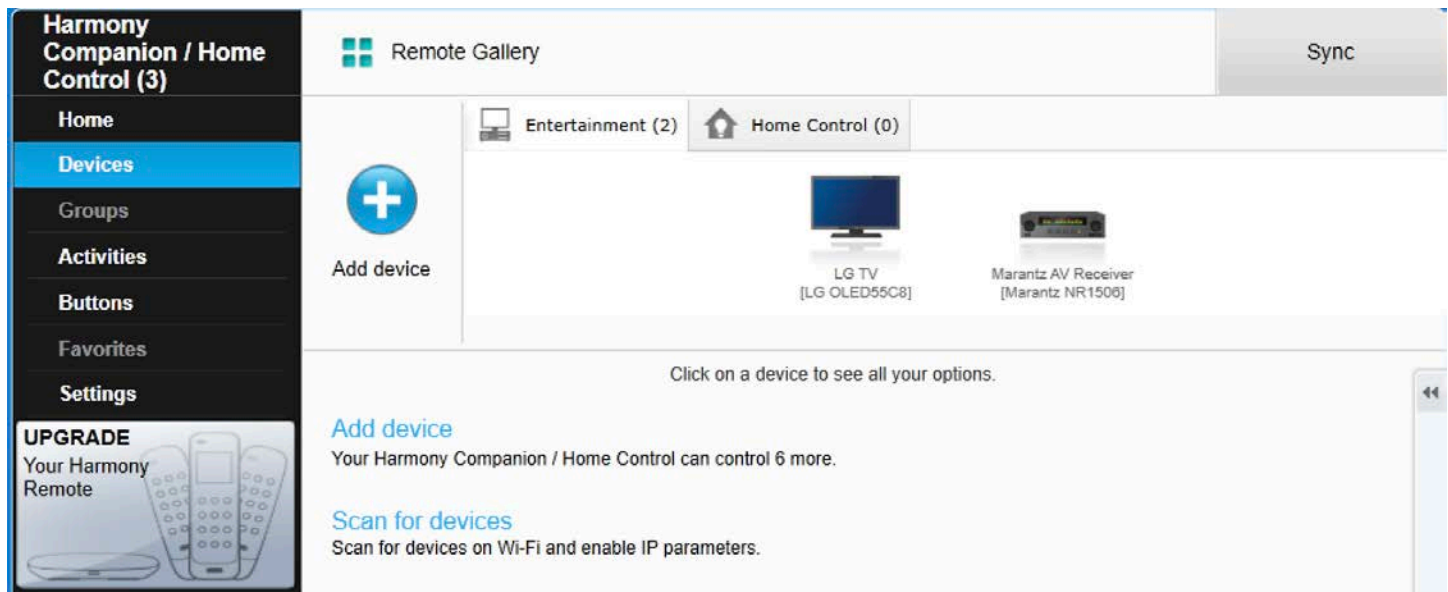 Harmony
Companion / Home
Control (3)
Home
Devices
Groups
Activities
Buttons
Favorites
Settings
UPGRADE
Your Harmony
Remote
Remote Gallery
Sync
Entertainment (2)
Home Control (0)
Add device
LG TV
[LG OLED55C8]
Marantz AV Receiver
[Marantz NR1506]
Click on a device to see all your options.
Add device
Your Harmony Companion / Home Control can control 6 more.
Scan for devices
Scan for devices on Wi-Fi and enable IP parameters.